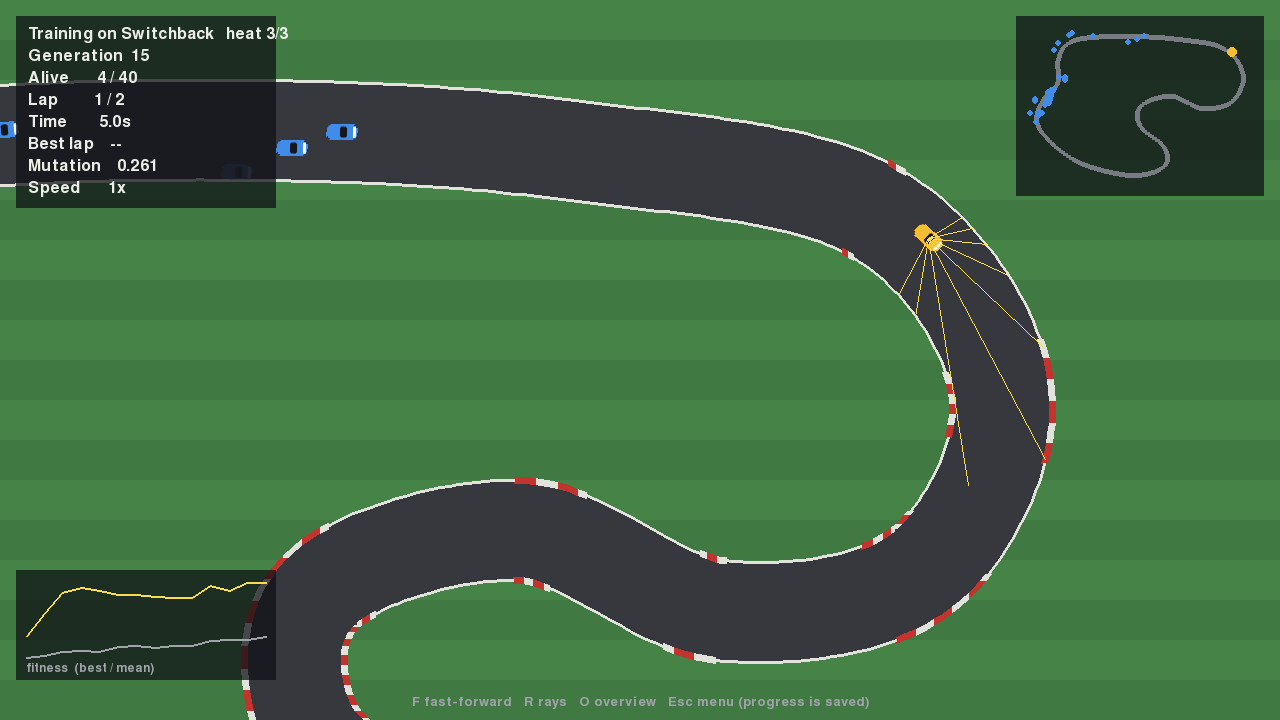 Training on Switchback heat 3/3
Generation 15
Alive 4 / 40
Lap 1 / 2
Time 5.0s
Best lap --
Mutation 0.261
Speed 1x
fitness (best / mean)
F fast-forward R rays O overview Esc menu (progress is saved)